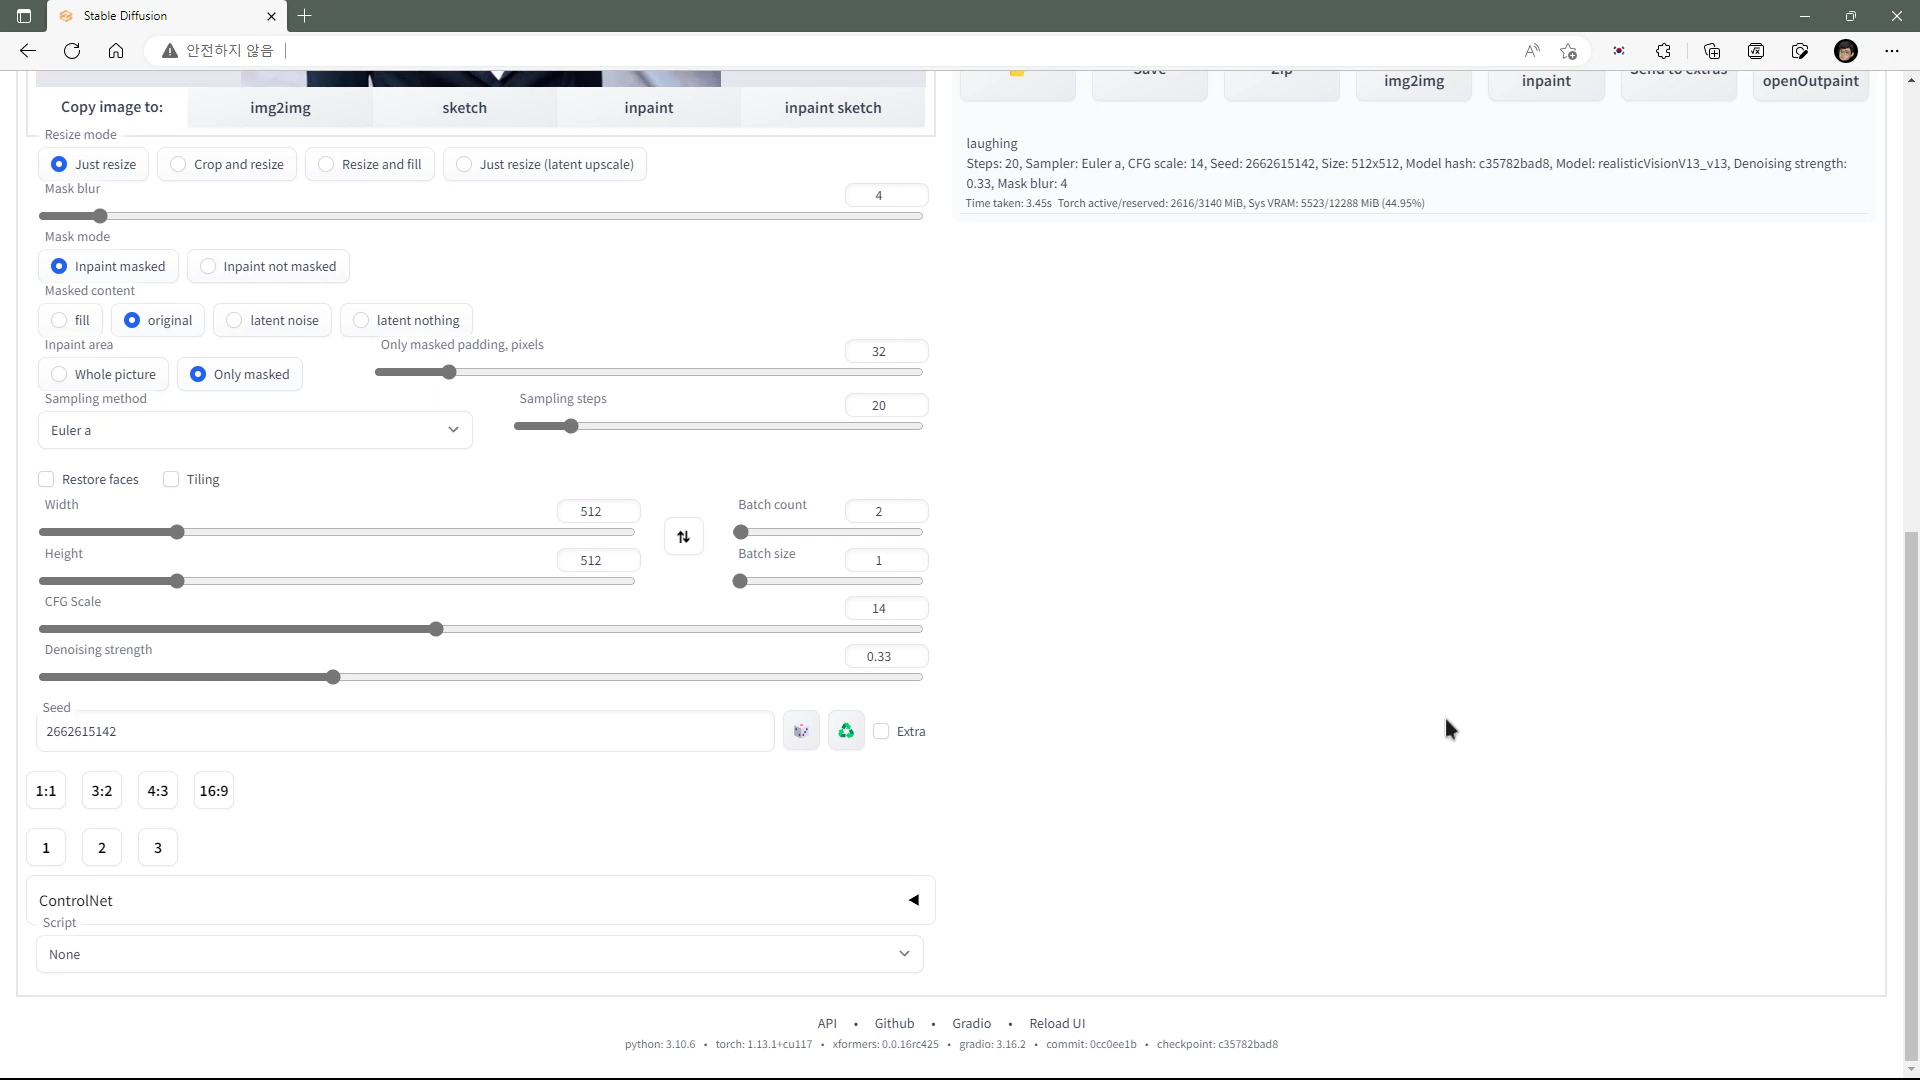 Stable Diffusion
안전하지 않음
Save
Zip
img2img
inpaint
Send to extras
openOutpaint
Copy image to:
img2img
sketch
inpaint
inpaint sketch
Resize mode
Just resize
Crop and resize
Resize and fill
Just resize (latent upscale)
Mask blur
4
Mask mode
Inpaint masked
Inpaint not masked
Masked content
fill
original
latent noise
latent nothing
Inpaint area
Whole picture
Only masked
Only masked padding, pixels
32
Sampling method
Euler a
Sampling steps
20
Restore faces
Tiling
Width
512
Height
512
Batch count
2
Batch size
1
CFG Scale
14
Denoising strength
0.33
Seed
2662615142
Extra
1:1
3:2
4:3
16:9
1
2
3
ControlNet
Script
None
laughing
Steps: 20, Sampler: Euler a, CFG scale: 14, Seed: 2662615142, Size: 512x512, Model hash: c35782bad8, Model: realisticVisionV13_v13, Denoising strength:
0.33, Mask blur: 4
Time taken: 3.45s Torch active/reserved: 2616/3140 MiB, Sys VRAM: 5523/12288 MiB (44.95%)
API • Github • Gradio • Reload UI
python: 3.10.6 • torch: 1.13.1+cu117 • xformers: 0.0.16rc425 • gradio: 3.16.2 • commit: 0cc0ee1b • checkpoint: c35782bad8